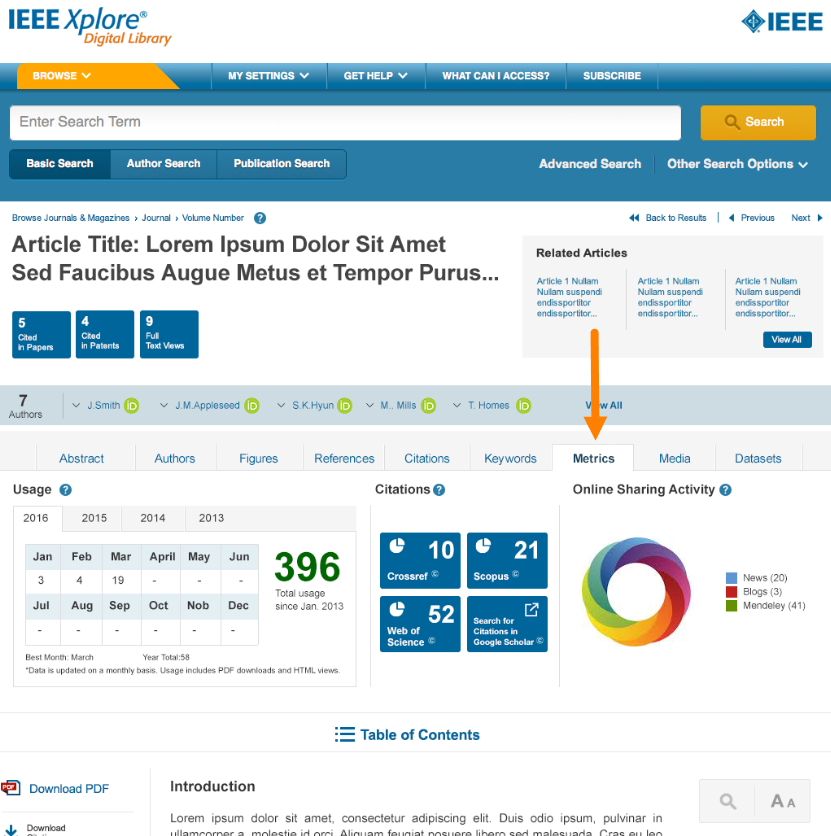 IEEE Xplore®
Digital Library
IEEE
BROWSE
MY SETTINGS
GET HELP
WHAT CAN I ACCESS?
SUBSCRIBE
Enter Search Term
Search
Basic Search
Author Search
Publication Search
Advanced Search
Other Search Options
Browse Journals & Magazines › Journal › Volume Number ?
Back to Results
Previous
Next
Article Title: Lorem Ipsum Dolor Sit Amet
Sed Faucibus Augue Metus et Tempor Purus...
Related Articles
Article 1 Nullam
Nullam suspendi
endissportitor
endissportitor...
Article 1 Nullam
Nullam suspendi
endissportitor
endissportitor...
Article 1 Nullam
Nullam suspendi
endissportitor
endissportitor...
View All
5
Cited
in Papers
4
Cited
in Patents
9
Full
Text Views
7
Authors
J.Smith iD
J.M.Appleseed iD
S.K.Hyun iD
M.. Mills iD
T. Homes iD
View All
Abstract
Authors
Figures
References
Citations
Keywords
Metrics
Media
Datasets
Usage ?
2016 2015 2014 2013
Jan Feb Mar April May Jun
3 4 19 - - -
Jul Aug Sep Oct Nob Dec
- - - - - -
396
Total usage
since Jan. 2013
Best Month: March Year Total:58
*Data is updated on a monthly basis. Usage includes PDF downloads and HTML views.
Citations ?
10
Crossref ©
21
Scopus ©
52
Web of
Science ©
Search for
Citations in
Google Scholar ©
Online Sharing Activity ?
News (20)
Blogs (3)
Mendeley (41)
Table of Contents
PDF
Download PDF
Download
Introduction
A A
Lorem ipsum dolor sit amet, consectetur adipiscing elit. Duis odio ipsum, pulvinar in
ullamcorper a, molestie id orci. Aliquam feugiat posuere libero sed malesuada. Cras eu leo